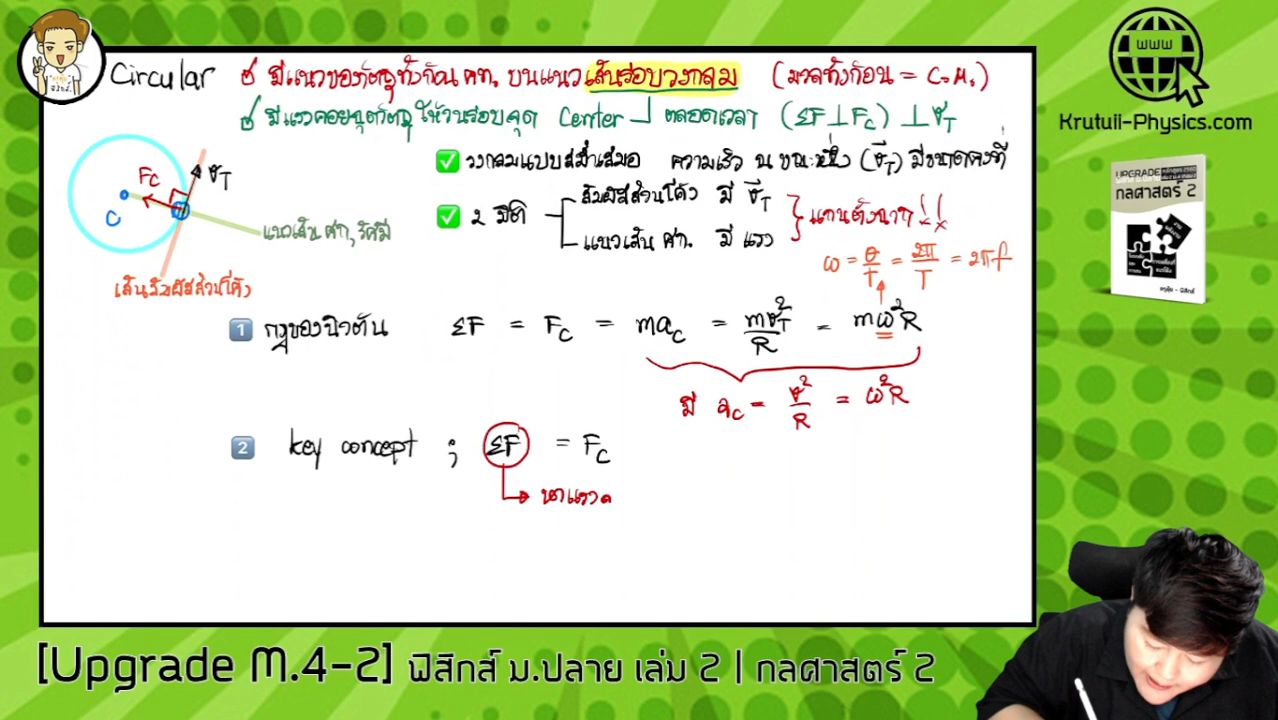 Circular มีแนวของวัตถุทั้งก้อน คท. บนแนวเส้นรอบวงกลม (มวลทั้งก้อน = C.M.)
มีแรงคอยฉุดวัตถุให้วนรอบจุด Center ตลอดเวลา (ΣF ⊥ Fc) ⊥ vT
วงกลมแบบสม่ำเสมอ ความเร็ว ณ ขณะหนึ่ง (vT) มีขนาดคงที่
2 มิติ
สัมผัสส่วนโค้ง มี vT
แนวเส้น ศก. มี แรง
แกนตั้งฉาก
ω = θ/T = 2π/T = 2πf
Fc
vT
C
แนวเส้น ศก, รัศมี
เส้นสัมผัสส่วนโค้ง
1 กฎของนิวตัน ΣF = Fc = mac = mvT²/R = mω²R
มี ac = v²/R = ω²R
2 key concept ; ΣF = Fc
หาแรง
www
Krutuii-Physics.com
UPGRADE
กลศาสตร์ 2
[Upgrade M.4-2] ฟิสิกส์ ม.ปลาย เล่ม 2 | กลศาสตร์ 2